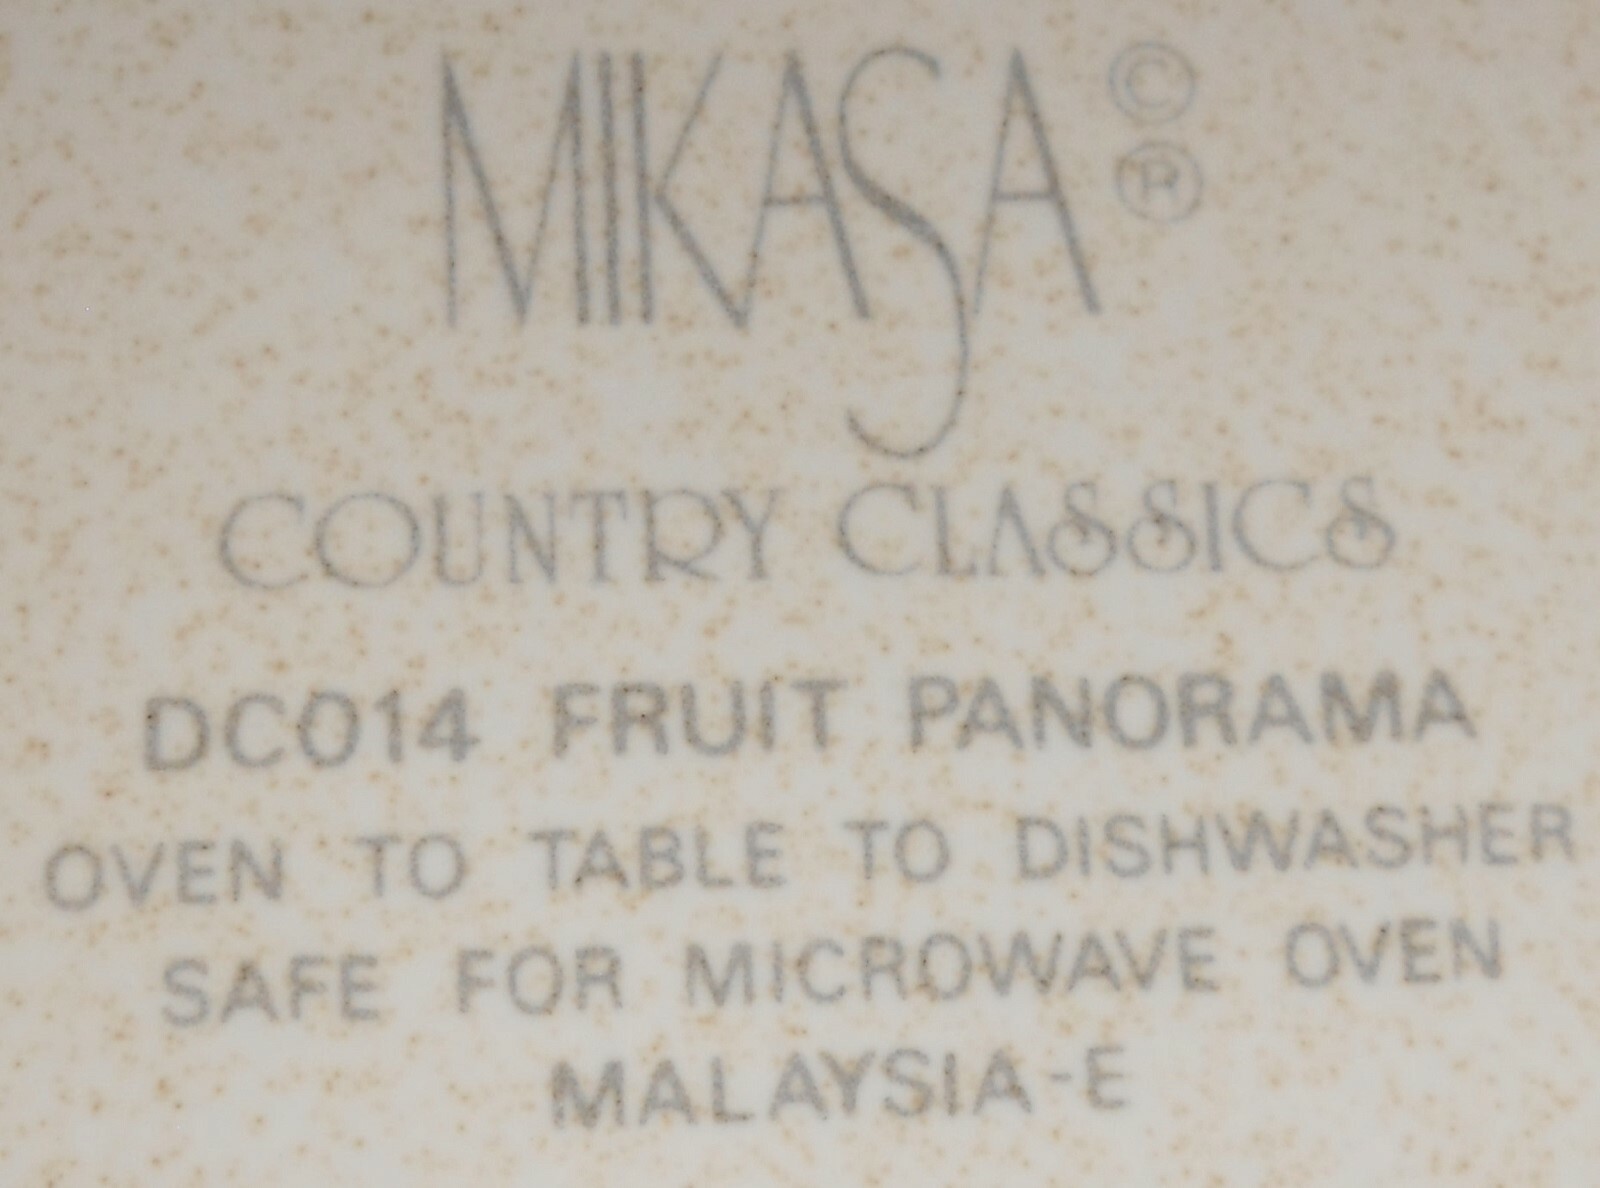 MIKASA © ®
COUNTRY CLASSICS
DC014 FRUIT PANORAMA
OVEN TO TABLE TO DISHWASHER
SAFE FOR MICROWAVE OVEN
MALAYSIA-E